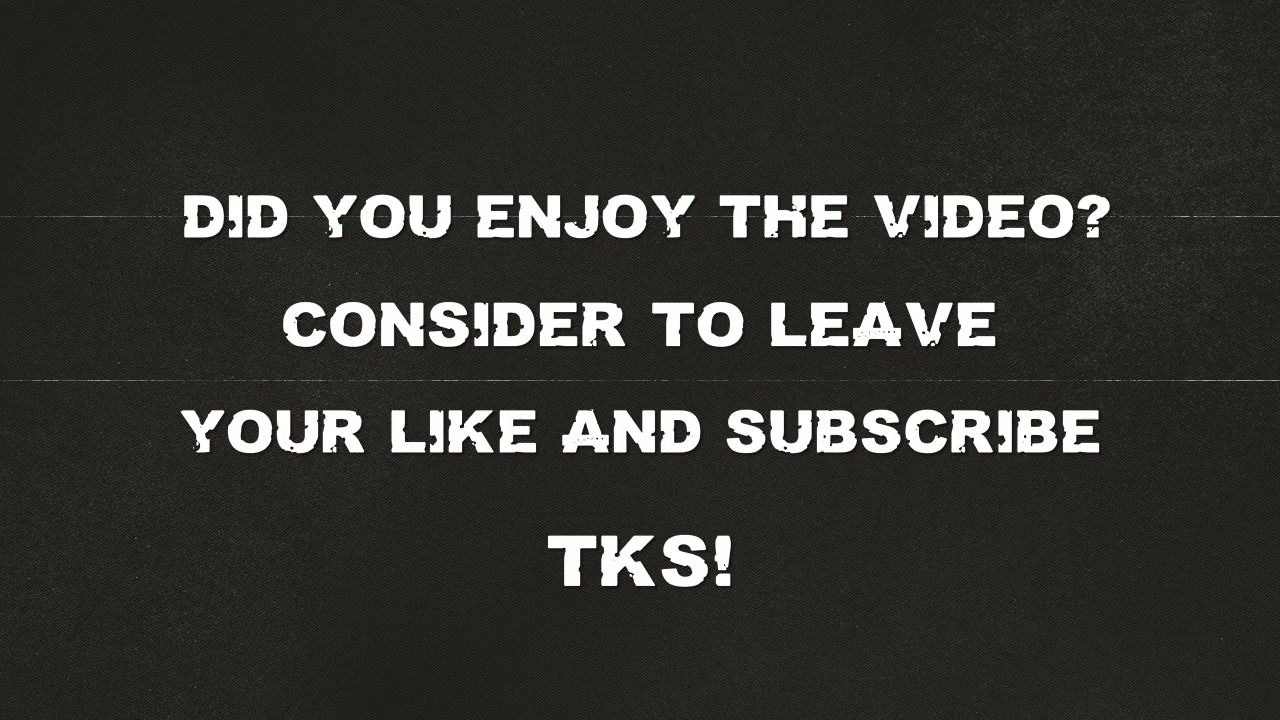 DID YOU ENJOY THE VIDEO?
CONSIDER TO LEAVE
YOUR LIKE AND SUBSCRIBE
TKS!